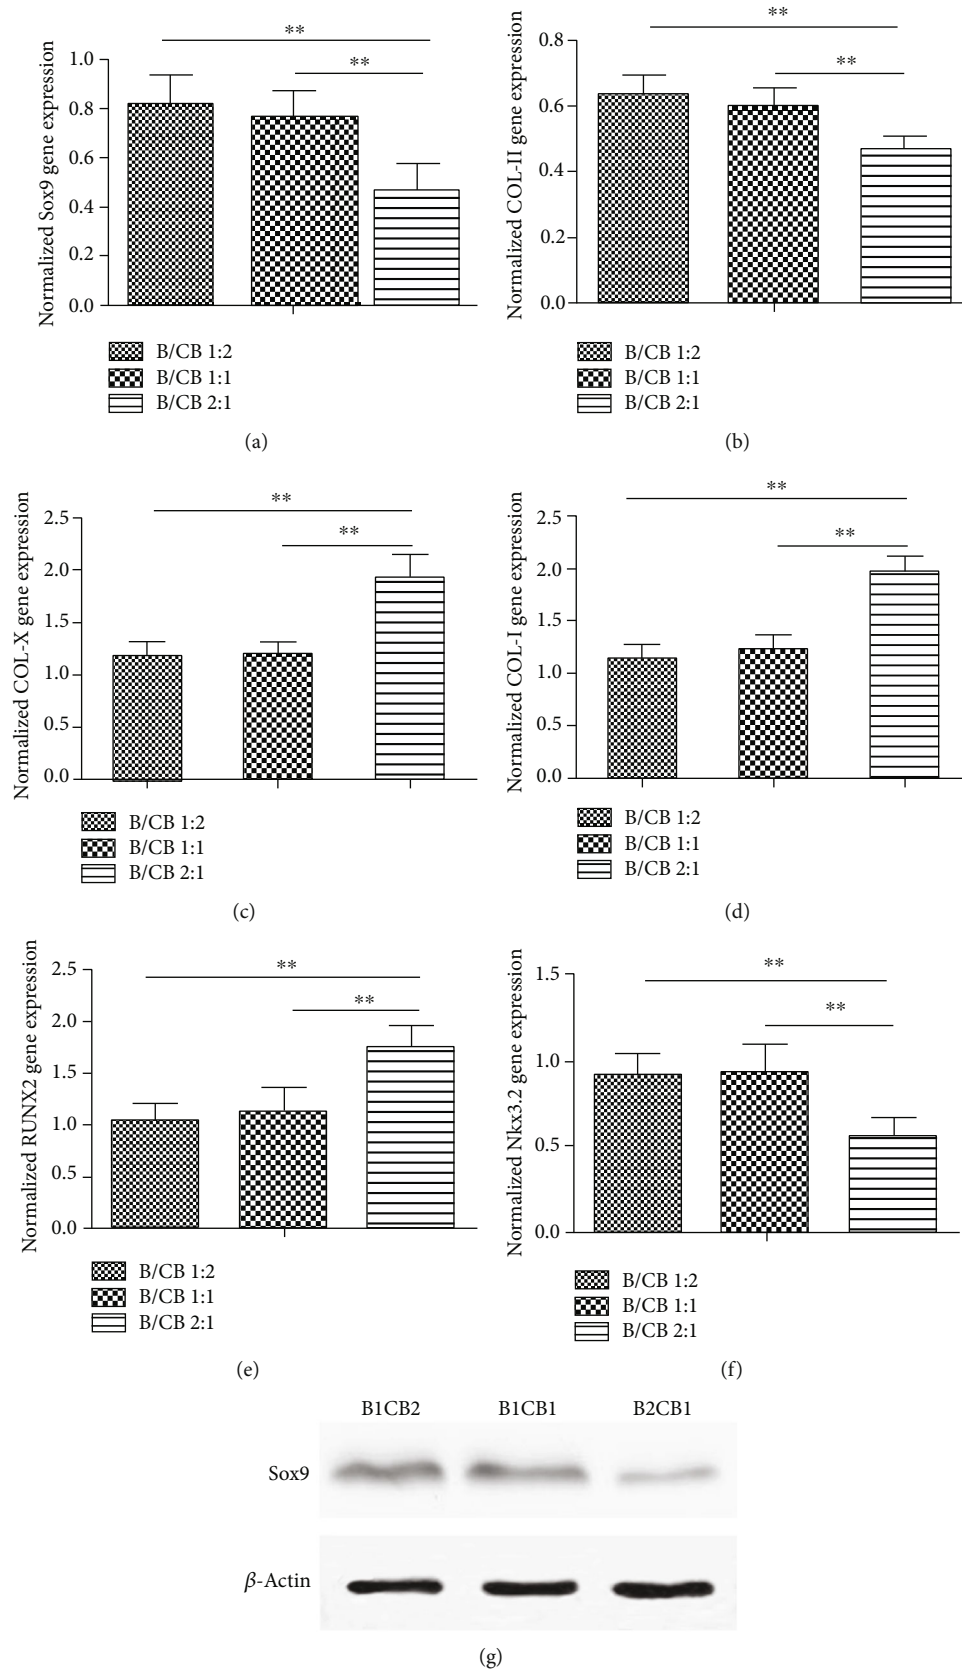 **
**
Normalized Sox9 gene expression
1.0
0.8
0.6
0.4
0.2
0.0
B/CB 1:2
B/CB 1:1
B/CB 2:1
(a)
**
**
Normalized COL-II gene expression
0.8
0.6
0.4
0.2
0.0
B/CB 1:2
B/CB 1:1
B/CB 2:1
(b)
**
**
Normalized COL-X gene expression
2.5
2.0
1.5
1.0
0.5
0.0
B/CB 1:2
B/CB 1:1
B/CB 2:1
(c)
**
**
Normalized COL-I gene expression
2.5
2.0
1.5
1.0
0.5
0.0
B/CB 1:2
B/CB 1:1
B/CB 2:1
(d)
**
**
Normalized RUNX2 gene expression
2.5
2.0
1.5
1.0
0.5
0.0
B/CB 1:2
B/CB 1:1
B/CB 2:1
(e)
**
**
Normalized Nkx3.2 gene expression
1.5
1.0
0.5
0.0
B/CB 1:2
B/CB 1:1
B/CB 2:1
(f)
B1CB2 B1CB1 B2CB1
Sox9
β-Actin
(g)